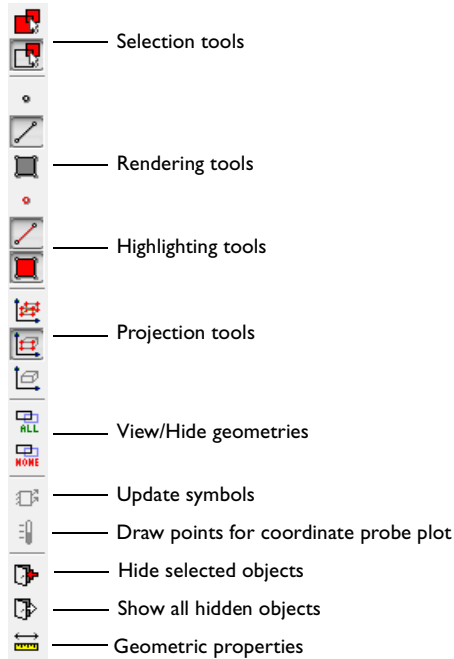 Selection tools
Rendering tools
Highlighting tools
Projection tools
ALL
View/Hide geometries
NONE
Update symbols
Draw points for coordinate probe plot
Hide selected objects
Show all hidden objects
Geometric properties